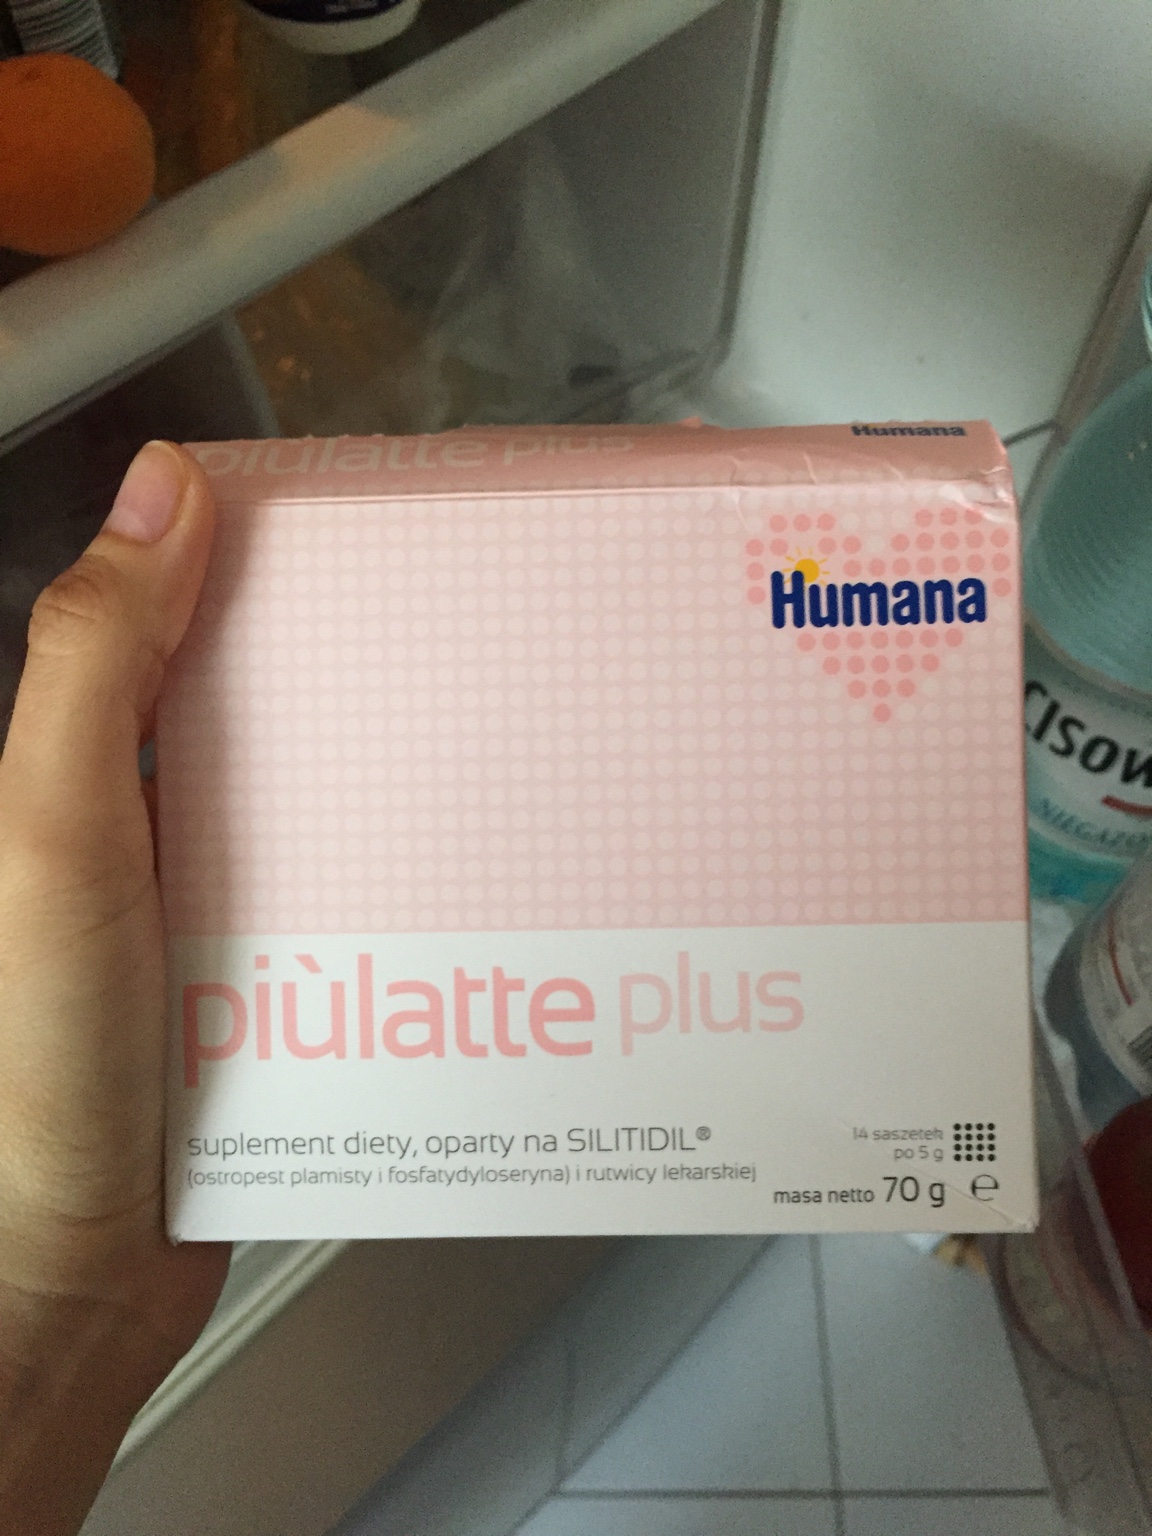 piùlatte plus
Humana
Humana
piùlatte plus
suplement diety, oparty na SILITIDIL®
(ostropest plamisty i fosfatydyloseryna) i rutwicy lekarskiej
14 saszetek
po 5 g
masa netto 70 g ℮
CISOW
NIEGAZO